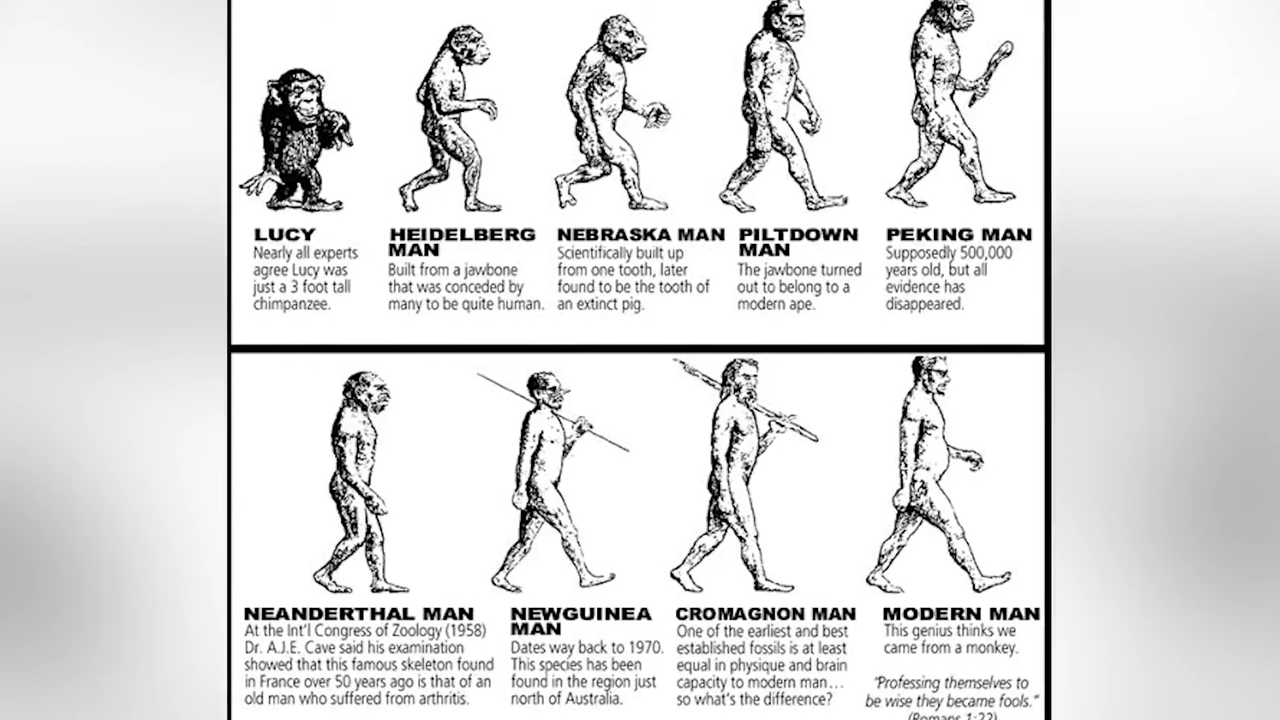 LUCY
Nearly all experts
agree Lucy was
just a 3 foot tall
chimpanzee.
HEIDELBERG
MAN
Built from a jawbone
that was conceded by
many to be quite human.
NEBRASKA MAN
Scientifically built up
from one tooth, later
found to be the tooth of
an extinct pig.
PILTDOWN
MAN
The jawbone turned
out to belong to a
modern ape.
PEKING MAN
Supposedly 500,000
years old, but all
evidence has
disappeared.
NEANDERTHAL MAN
At the Int'l Congress of Zoology (1958)
Dr. A.J.E. Cave said his examination
showed that this famous skeleton found
in France over 50 years ago is that of an
old man who suffered from arthritis.
NEWGUINEA
MAN
Dates way back to 1970.
This species has been
found in the region just
north of Australia.
CROMAGNON MAN
One of the earliest and best
established fossils is at least
equal in physique and brain
capacity to modern man...
so what's the difference?
MODERN MAN
This genius thinks we
came from a monkey.
"Professing themselves to
be wise they became fools."
(Romans 1:22)